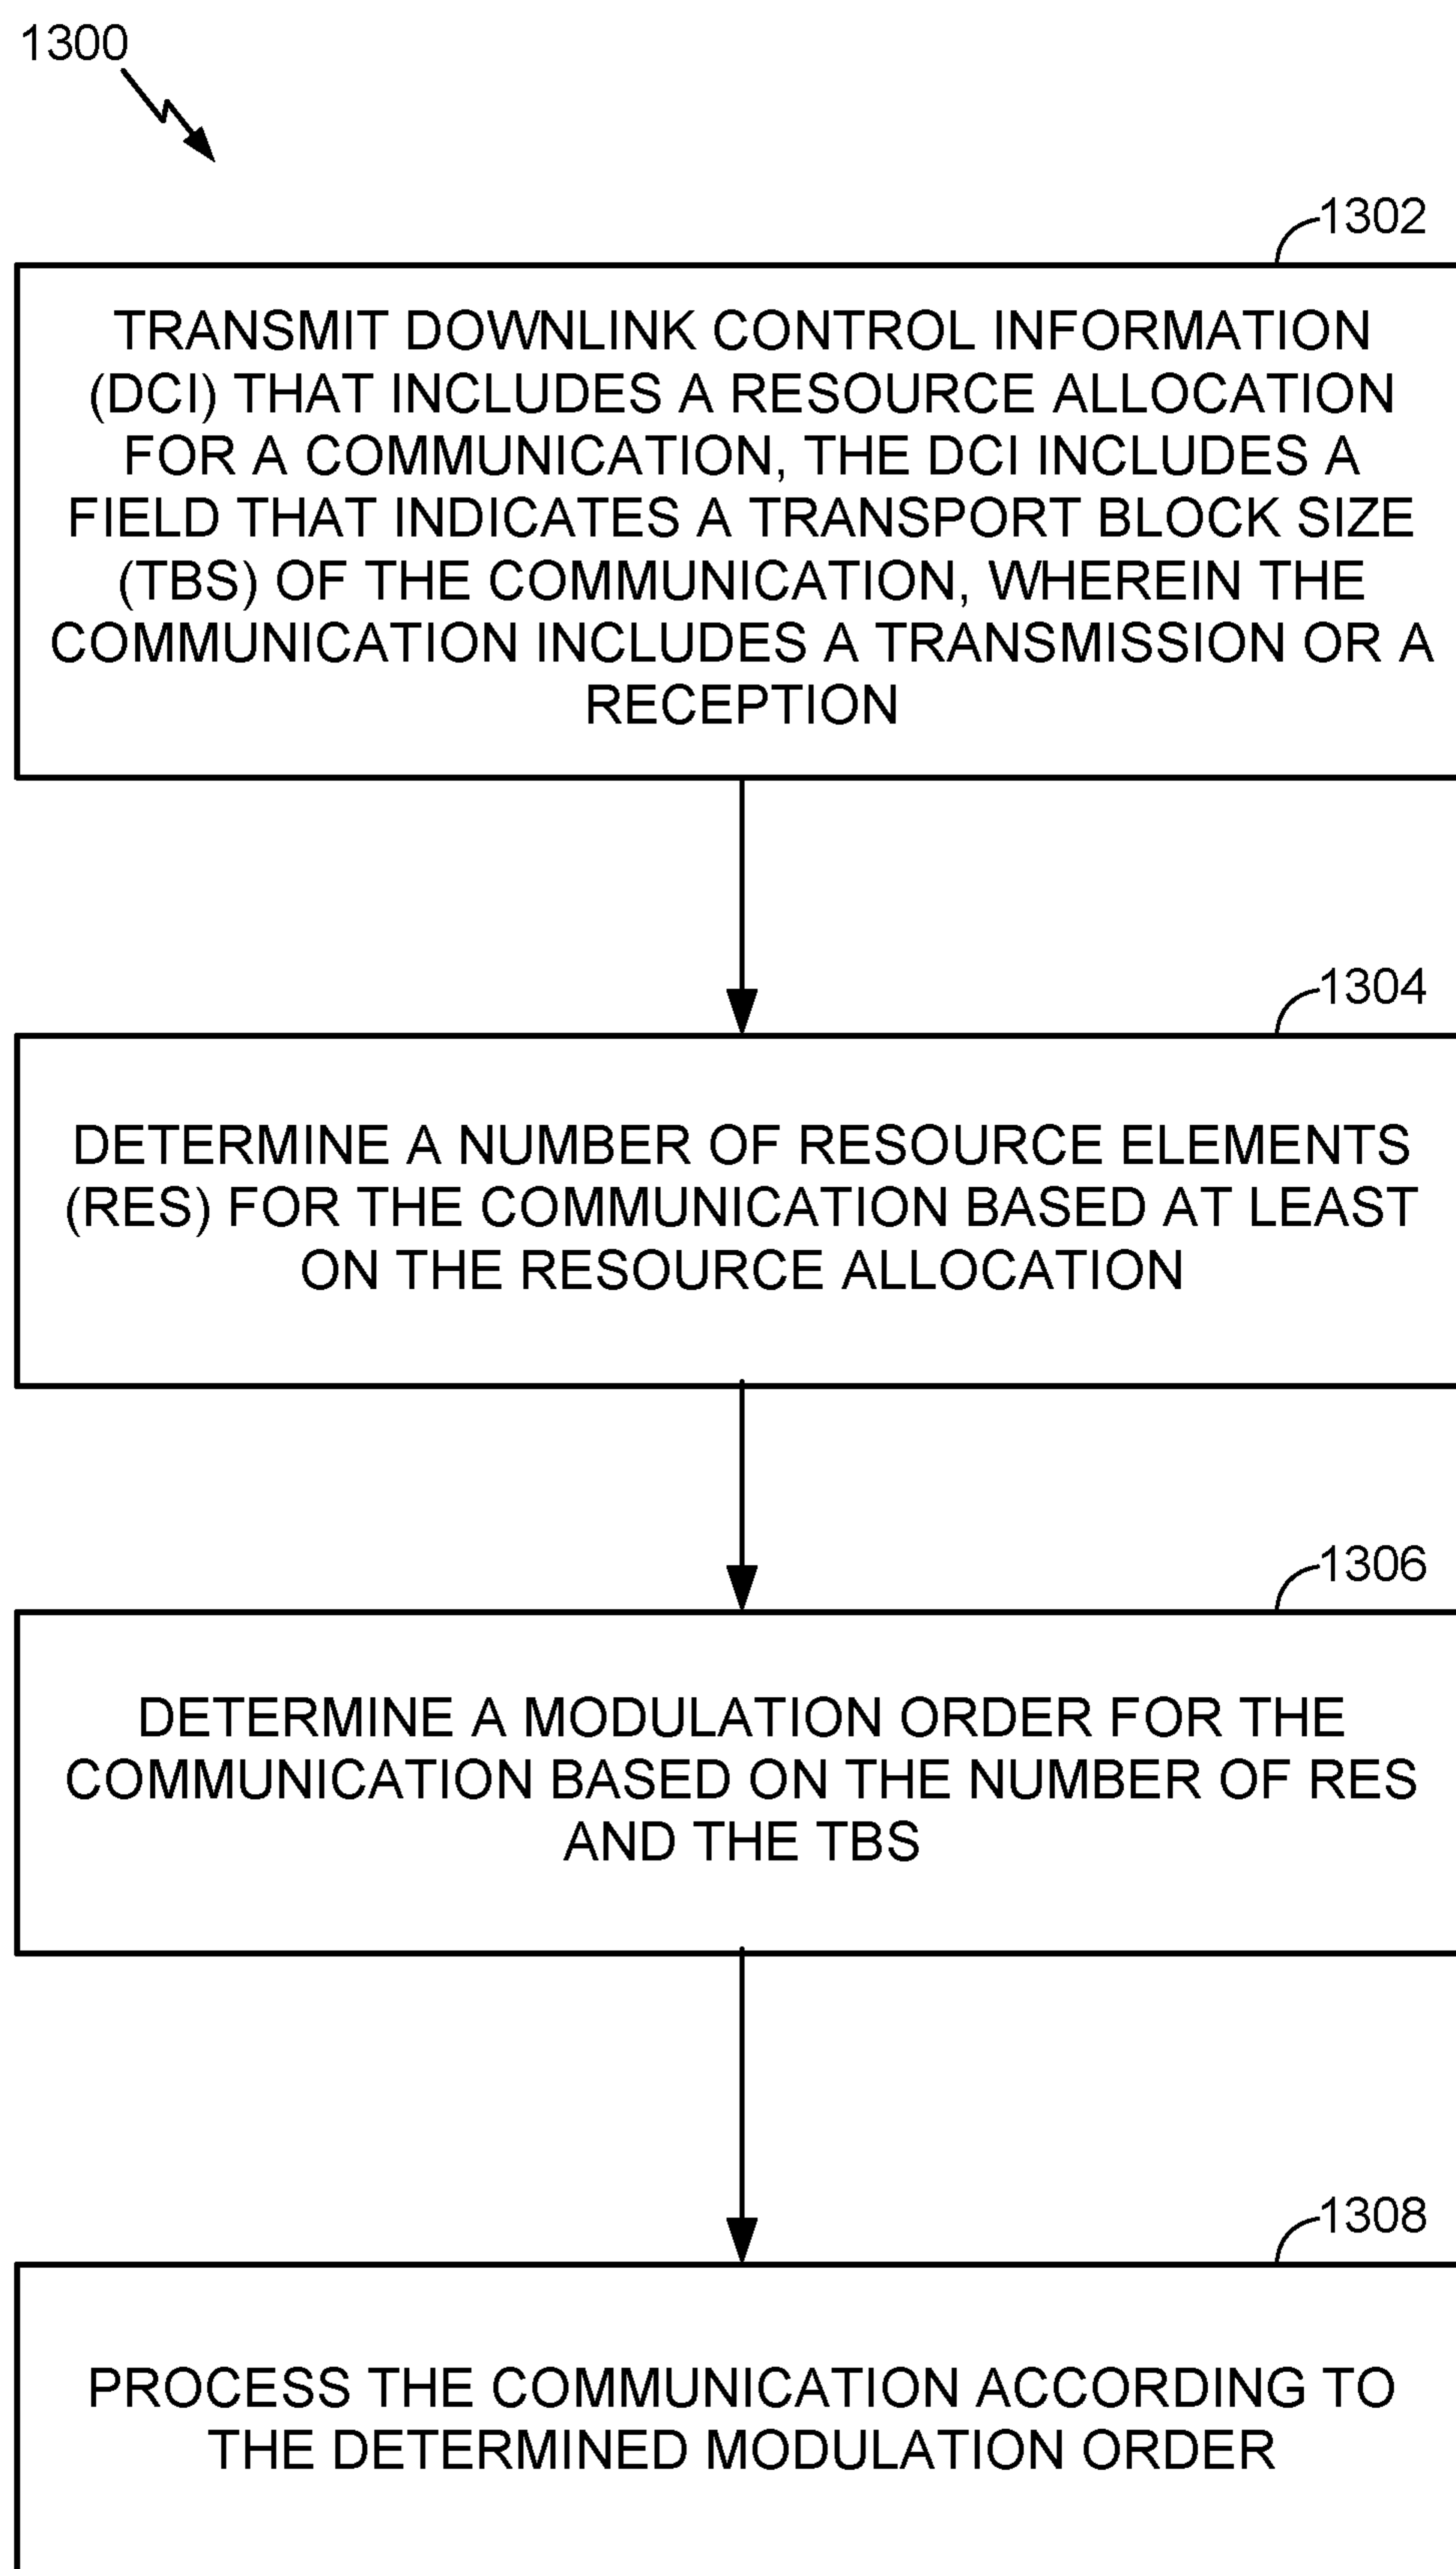 1300
1302
TRANSMIT DOWNLINK CONTROL INFORMATION
(DCI) THAT INCLUDES A RESOURCE ALLOCATION
FOR A COMMUNICATION, THE DCI INCLUDES A
FIELD THAT INDICATES A TRANSPORT BLOCK SIZE
(TBS) OF THE COMMUNICATION, WHEREIN THE
COMMUNICATION INCLUDES A TRANSMISSION OR A
RECEPTION
1304
DETERMINE A NUMBER OF RESOURCE ELEMENTS
(RES) FOR THE COMMUNICATION BASED AT LEAST
ON THE RESOURCE ALLOCATION
1306
DETERMINE A MODULATION ORDER FOR THE
COMMUNICATION BASED ON THE NUMBER OF RES
AND THE TBS
1308
PROCESS THE COMMUNICATION ACCORDING TO
THE DETERMINED MODULATION ORDER